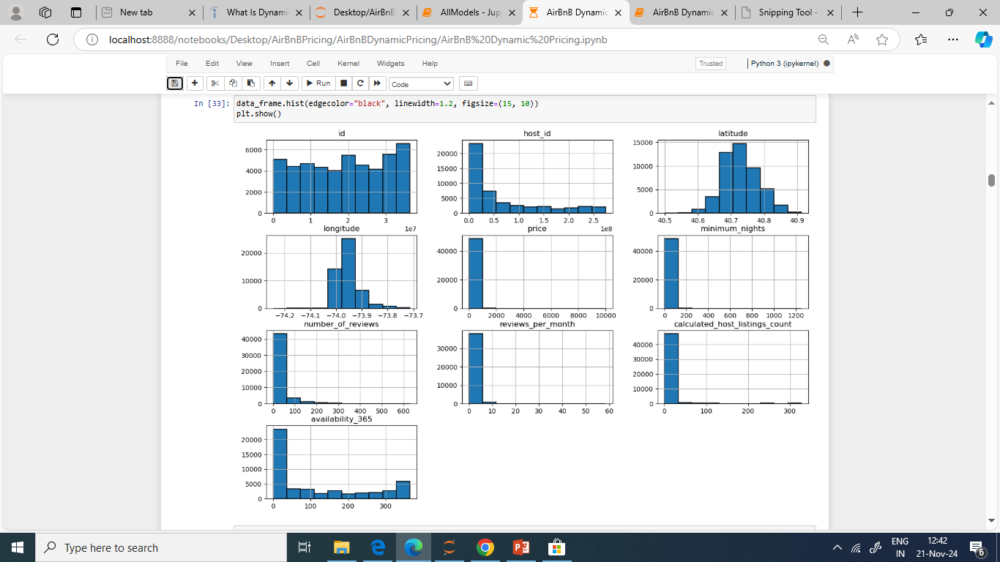 New tab
What Is Dynami
Desktop/AirBnB
AllModels - Jup
AirBnB Dynamic
AirBnB Dynamic
Snipping Tool -
localhost:8888/notebooks/Desktop/AirBnBPricing/AirBnBDynamicPricing/AirBnB%20Dynamic%20Pricing.ipynb
File Edit View Insert Cell Kernel Widgets Help
Trusted
Python 3 (ipykernel)
Run
Code
In [33]: data_frame.hist(edgecolor="black", linewidth=1.2, figsize=(15, 10))
plt.show()
id
6000
4000
2000
0
0 1 2 3
1e7
host_id
20000
15000
10000
5000
0
0.0 0.5 1.0 1.5 2.0 2.5
1e8
latitude
15000
10000
5000
0
40.5 40.6 40.7 40.8 40.9
longitude
20000
10000
0
−74.2 −74.1 −74.0 −73.9 −73.8 −73.7
price
40000
20000
0
0 2000 4000 6000 8000 10000
minimum_nights
40000
20000
0
0 200 400 600 800 1000 1200
number_of_reviews
40000
30000
20000
10000
0
0 100 200 300 400 500 600
reviews_per_month
30000
20000
10000
0
0 10 20 30 40 50 60
calculated_host_listings_count
40000
30000
20000
10000
0
0 100 200 300
availability_365
20000
15000
10000
5000
0
0 100 200 300
Type here to search
ENG
IN
12:42
21-Nov-24
6